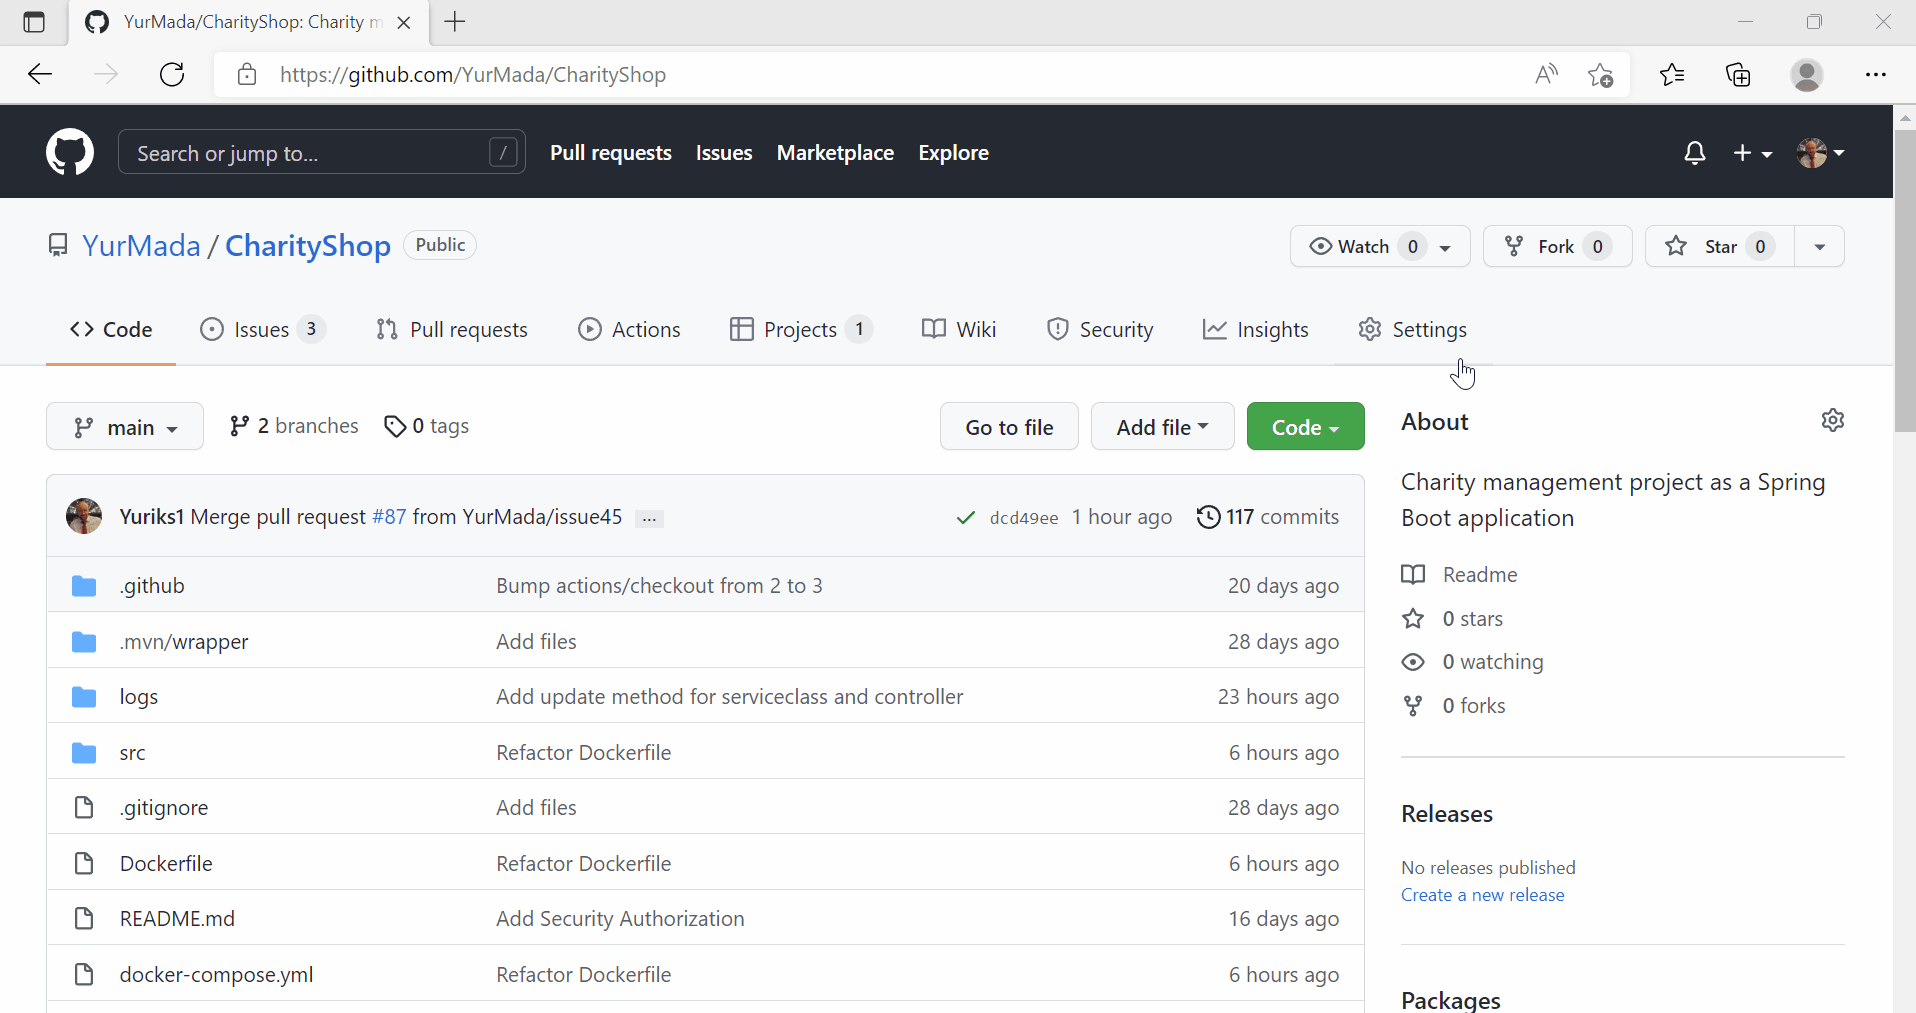 YurMada/CharityShop: Charity m
https://github.com/YurMada/CharityShop
Search or jump to... /
Pull requests Issues Marketplace Explore
YurMada / CharityShop Public
Watch 0 Fork 0 Star 0
Code Issues 3 Pull requests Actions Projects 1 Wiki Security Insights Settings
main 2 branches 0 tags Go to file Add file Code
Yuriks1 Merge pull request #87 from YurMada/issue45 ... dcd49ee 1 hour ago 117 commits
.github Bump actions/checkout from 2 to 3 20 days ago
.mvn/wrapper Add files 28 days ago
logs Add update method for serviceclass and controller 23 hours ago
src Refactor Dockerfile 6 hours ago
.gitignore Add files 28 days ago
Dockerfile Refactor Dockerfile 6 hours ago
README.md Add Security Authorization 16 days ago
docker-compose.yml Refactor Dockerfile 6 hours ago
About
Charity management project as a Spring
Boot application
Readme
0 stars
0 watching
0 forks
Releases
No releases published
Create a new release
Packages